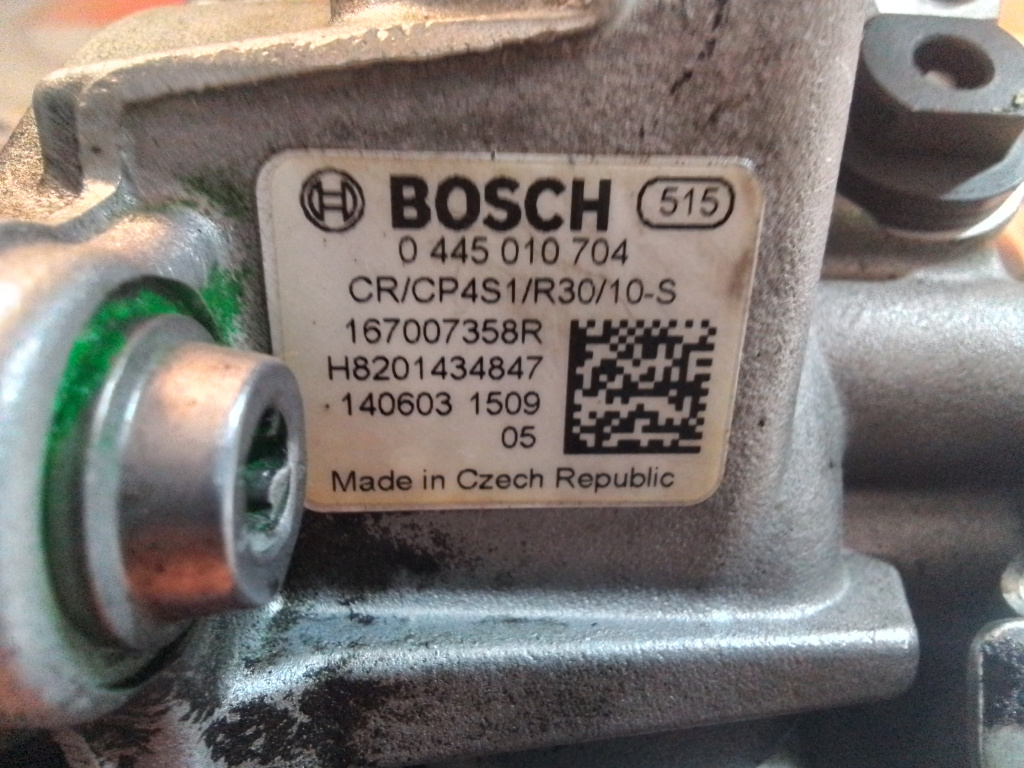 BOSCH 515
0 445 010 704
CR/CP4S1/R30/10-S
167007358R
H8201434847
140603 1509
05
Made in Czech Republic